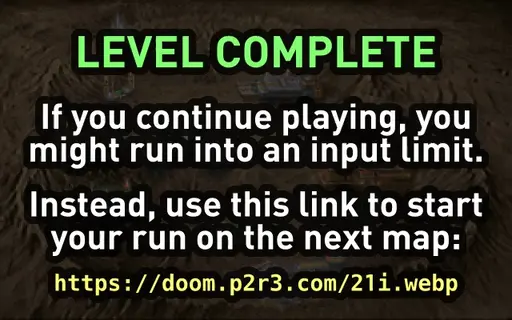 LEVEL COMPLETE
If you continue playing, you
might run into an input limit.
Instead, use this link to start
your run on the next map:
https://doom.p2r3.com/21i.webp